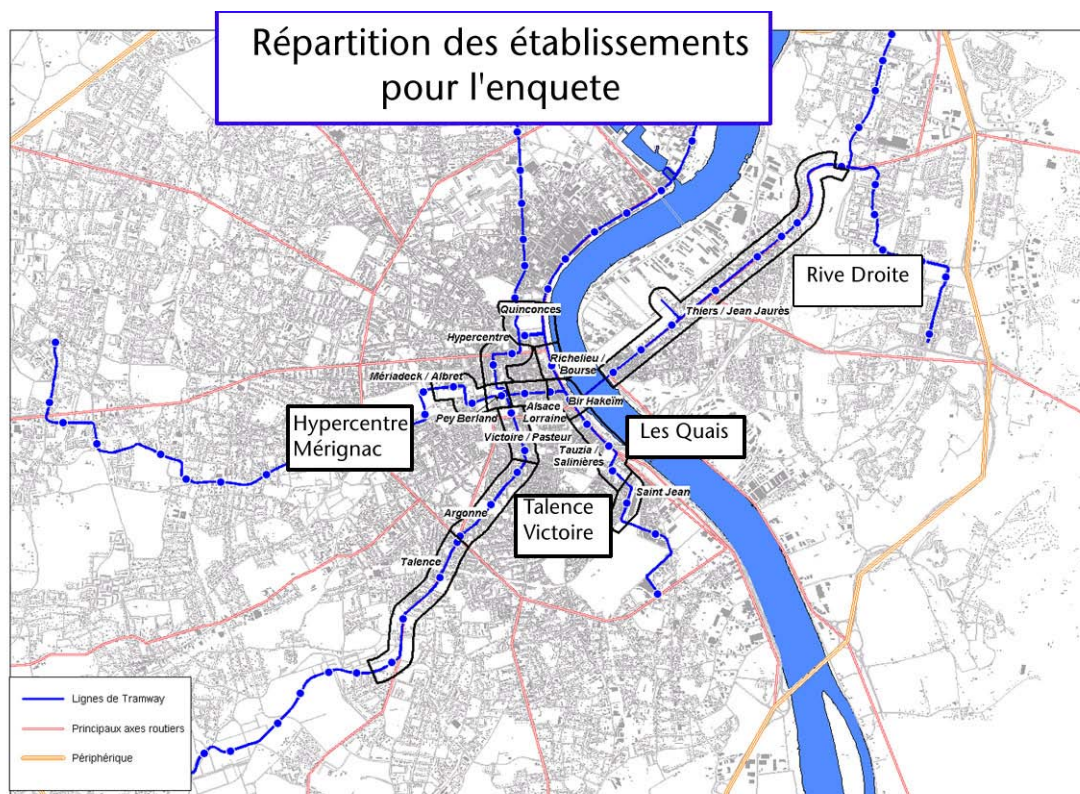 Répartition des établissements
pour l'enquete
Rive Droite
Quinconces
Thiers / Jean Jaurès
Hypercentre
Richelieu /
Bourse
Mériadeck / Albret
Bir Hakeïm
Pey Berland
Alsace
Lorraine
Hypercentre
Mérignac
Les Quais
Victoire / Pasteur
Tauzia /
Salinières
Saint Jean
Talence
Victoire
Argonne
Talence
Lignes de Tramway
Principaux axes routiers
Périphérique